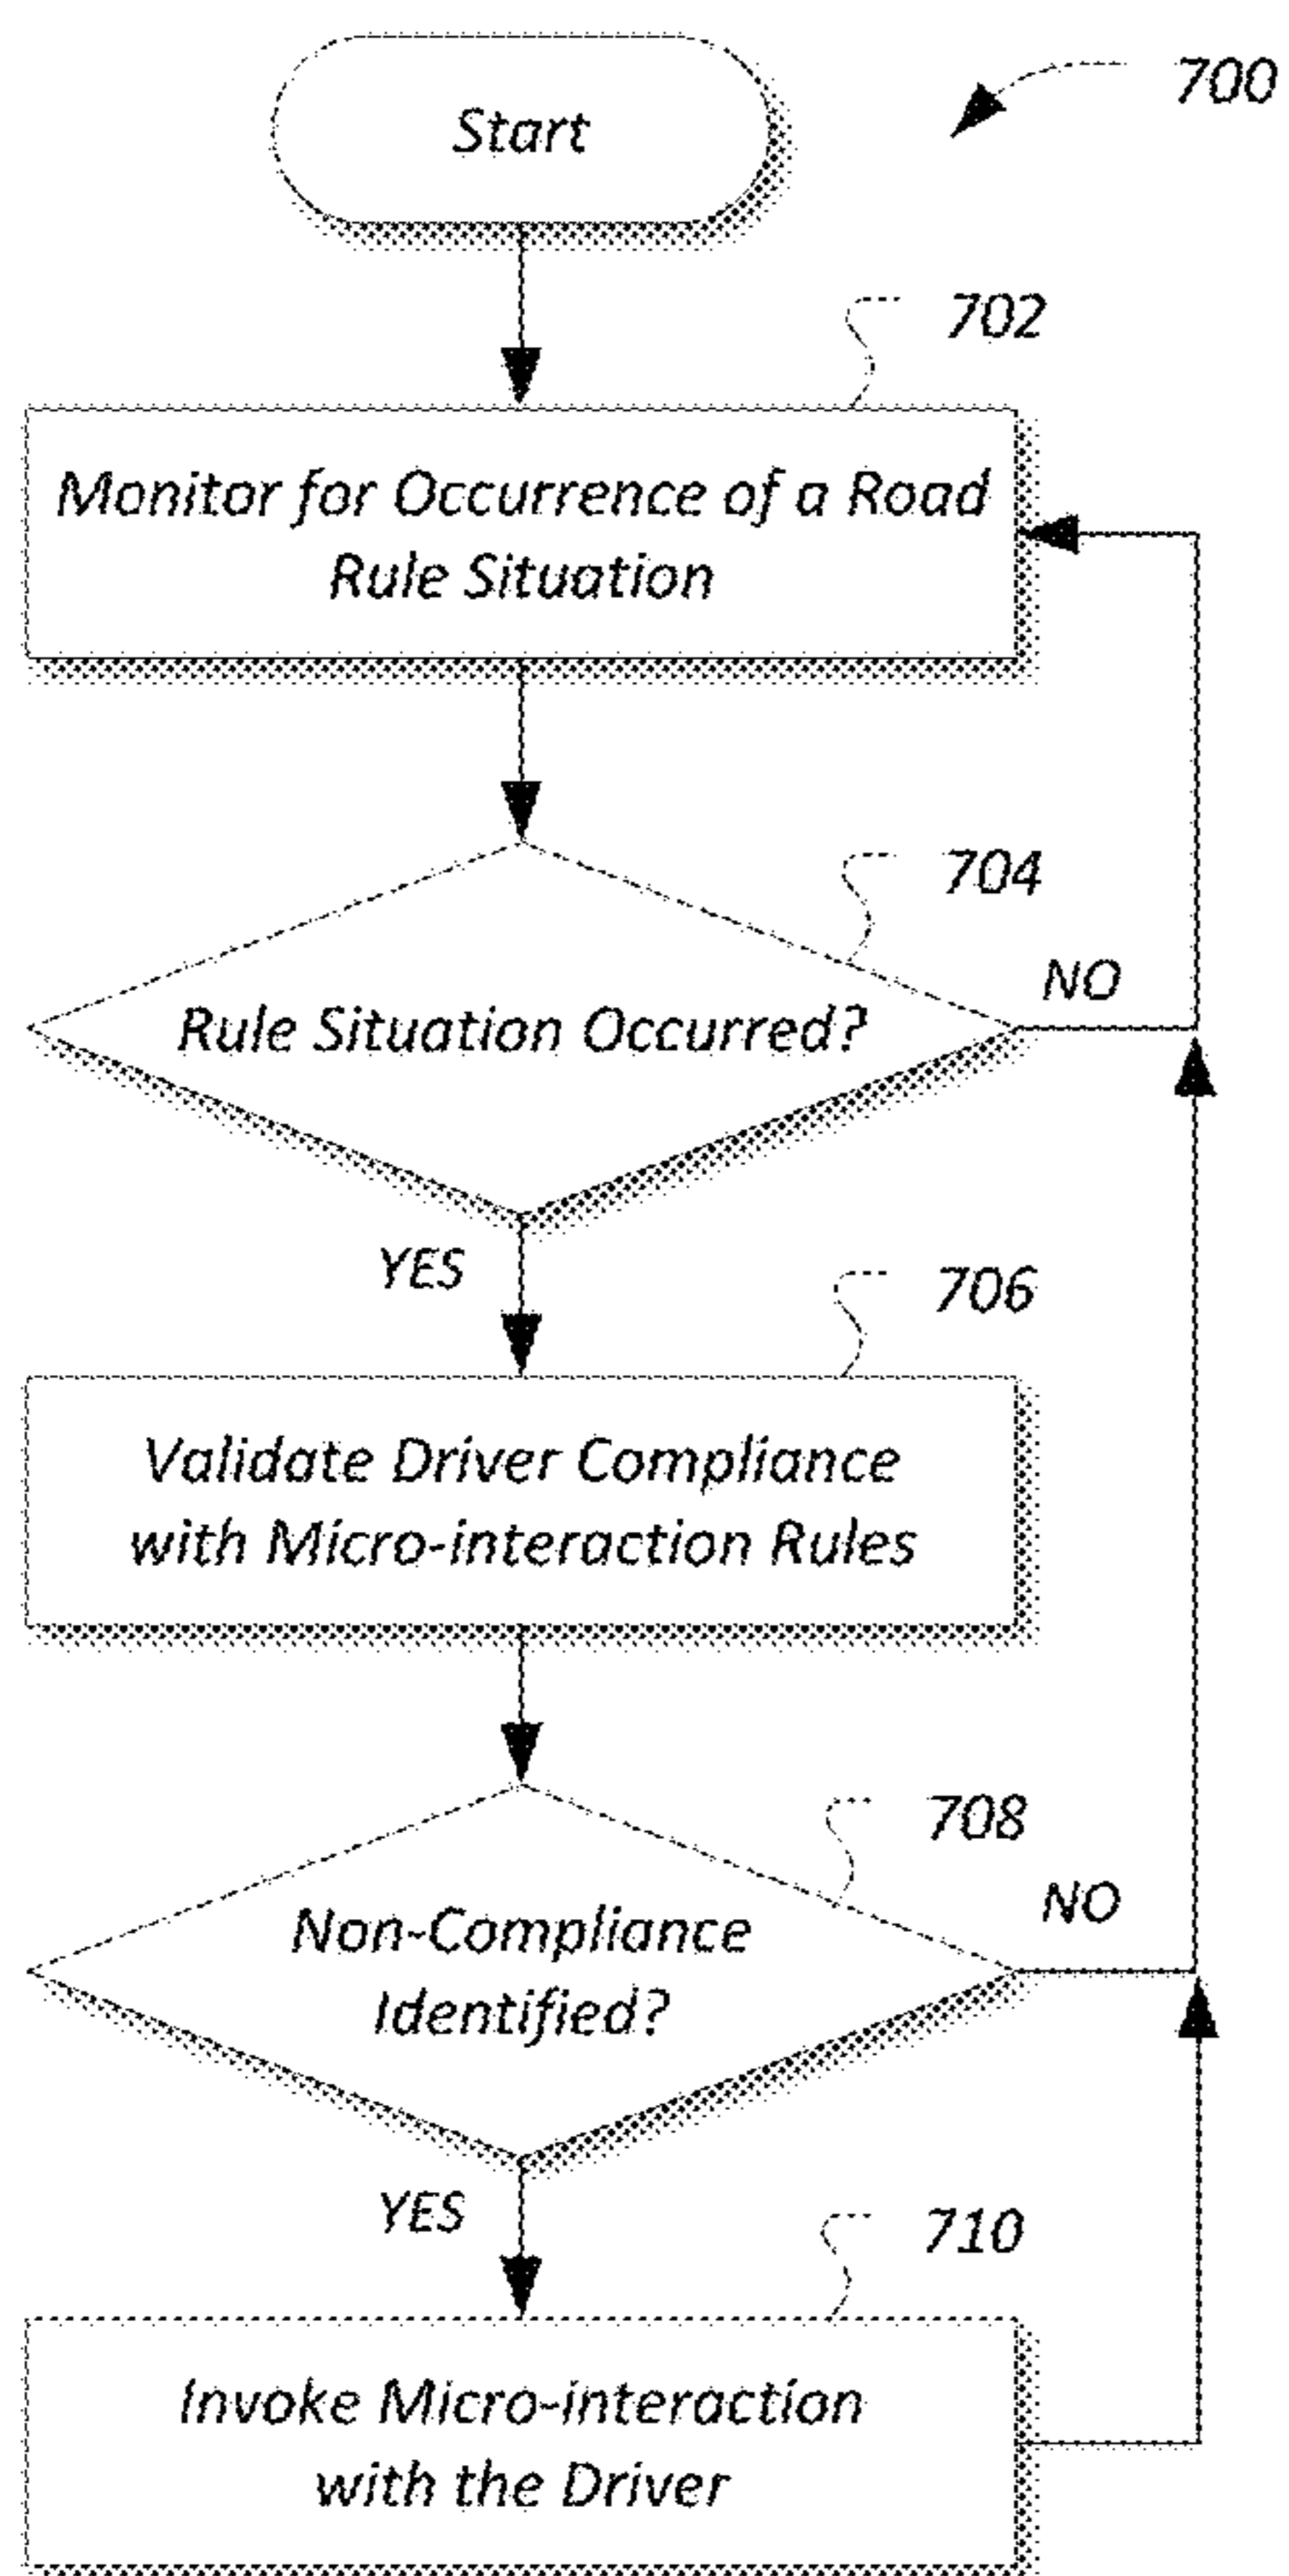 Start
700
702
Monitor for Occurrence of a Road
Rule Situation
704
NO
Rule Situation Occurred?
YES
706
Validate Driver Compliance
with Micro-interaction Rules
708
NO
Non-Compliance
Identified?
YES
710
Invoke Micro-interaction
with the Driver